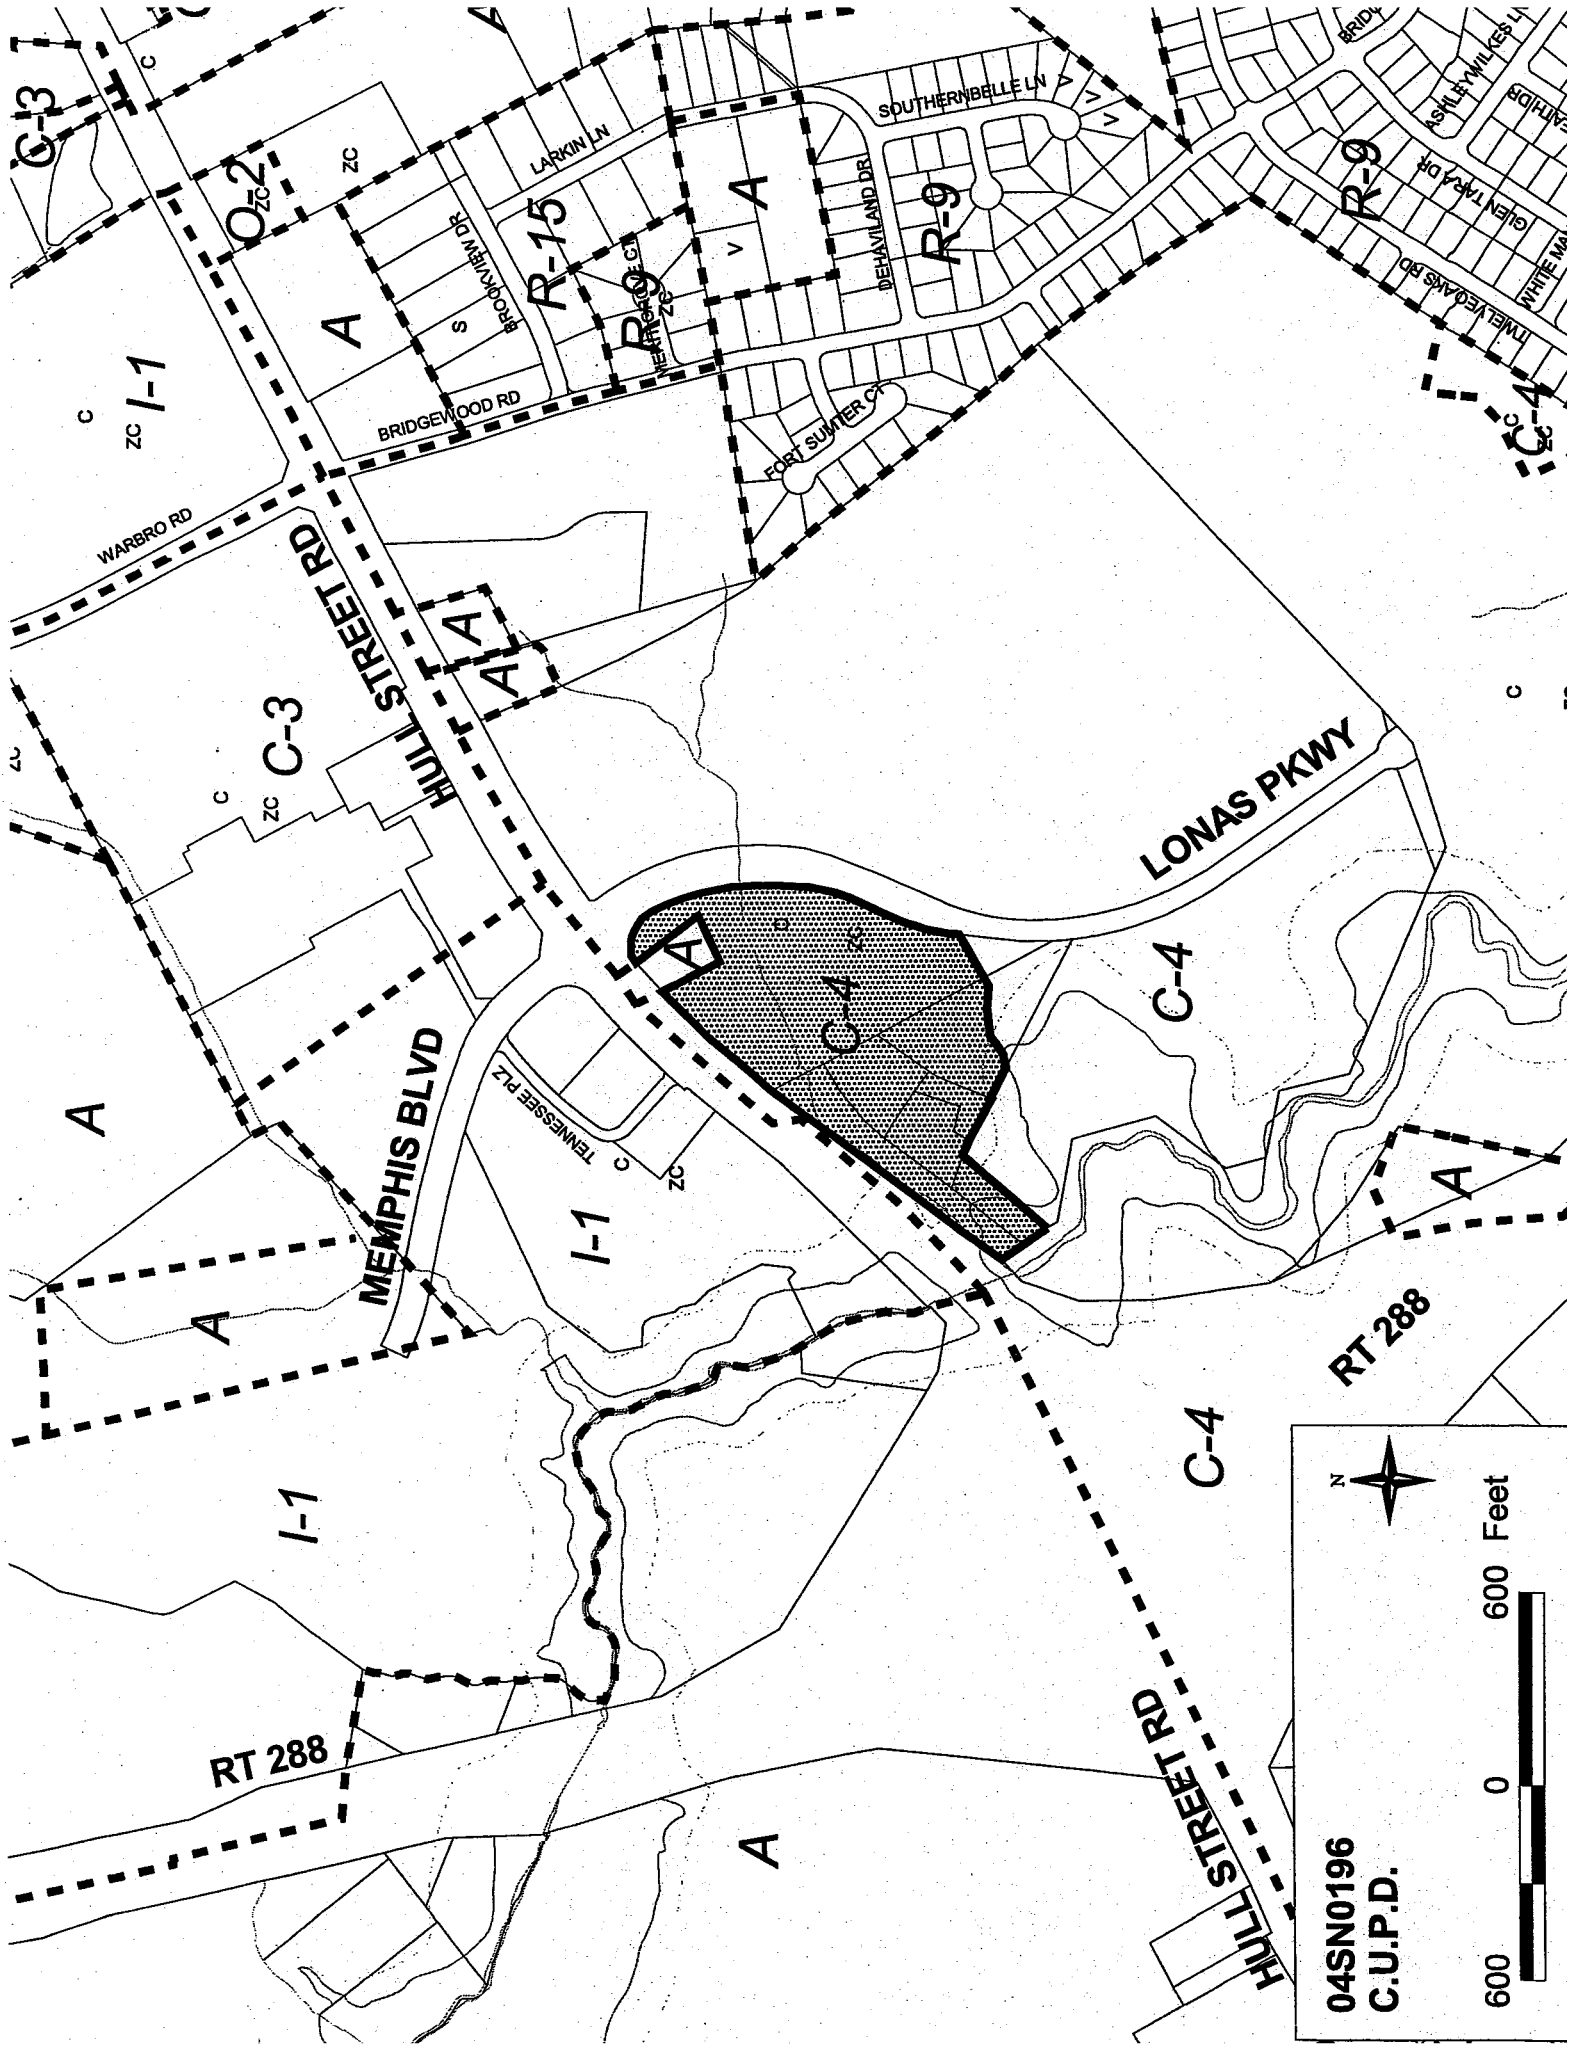 C-3
C
O-2
ZC
ZC
A
C
ZC
I-1
A
S
BROOKVIEW DR
LARKIN LN
R-15
R-9
ZC
A
V
SOUTHERNBELLE LN
V
V
V
DEHAVILAND DR
R-9
R-9
ASHLEYWILKES LN
GLEN TARA DR
TWELVEOAKS RD
C-4
C
ZC
BRIDGEWOOD RD
FORT SUMTER CT
WARBRO RD
HULL STREET RD
A
A
C-3
C
ZC
C
LONAS PKWY
A
C
ZC
C-4
C-4
A
MEMPHIS BLVD
TENNESSEE PLZ
C
ZC
I-1
A
A
RT 288
C-4
I-1
RT 288
A
HULL STREET RD
04SN0196
C.U.P.D.
N
600 0 600 Feet